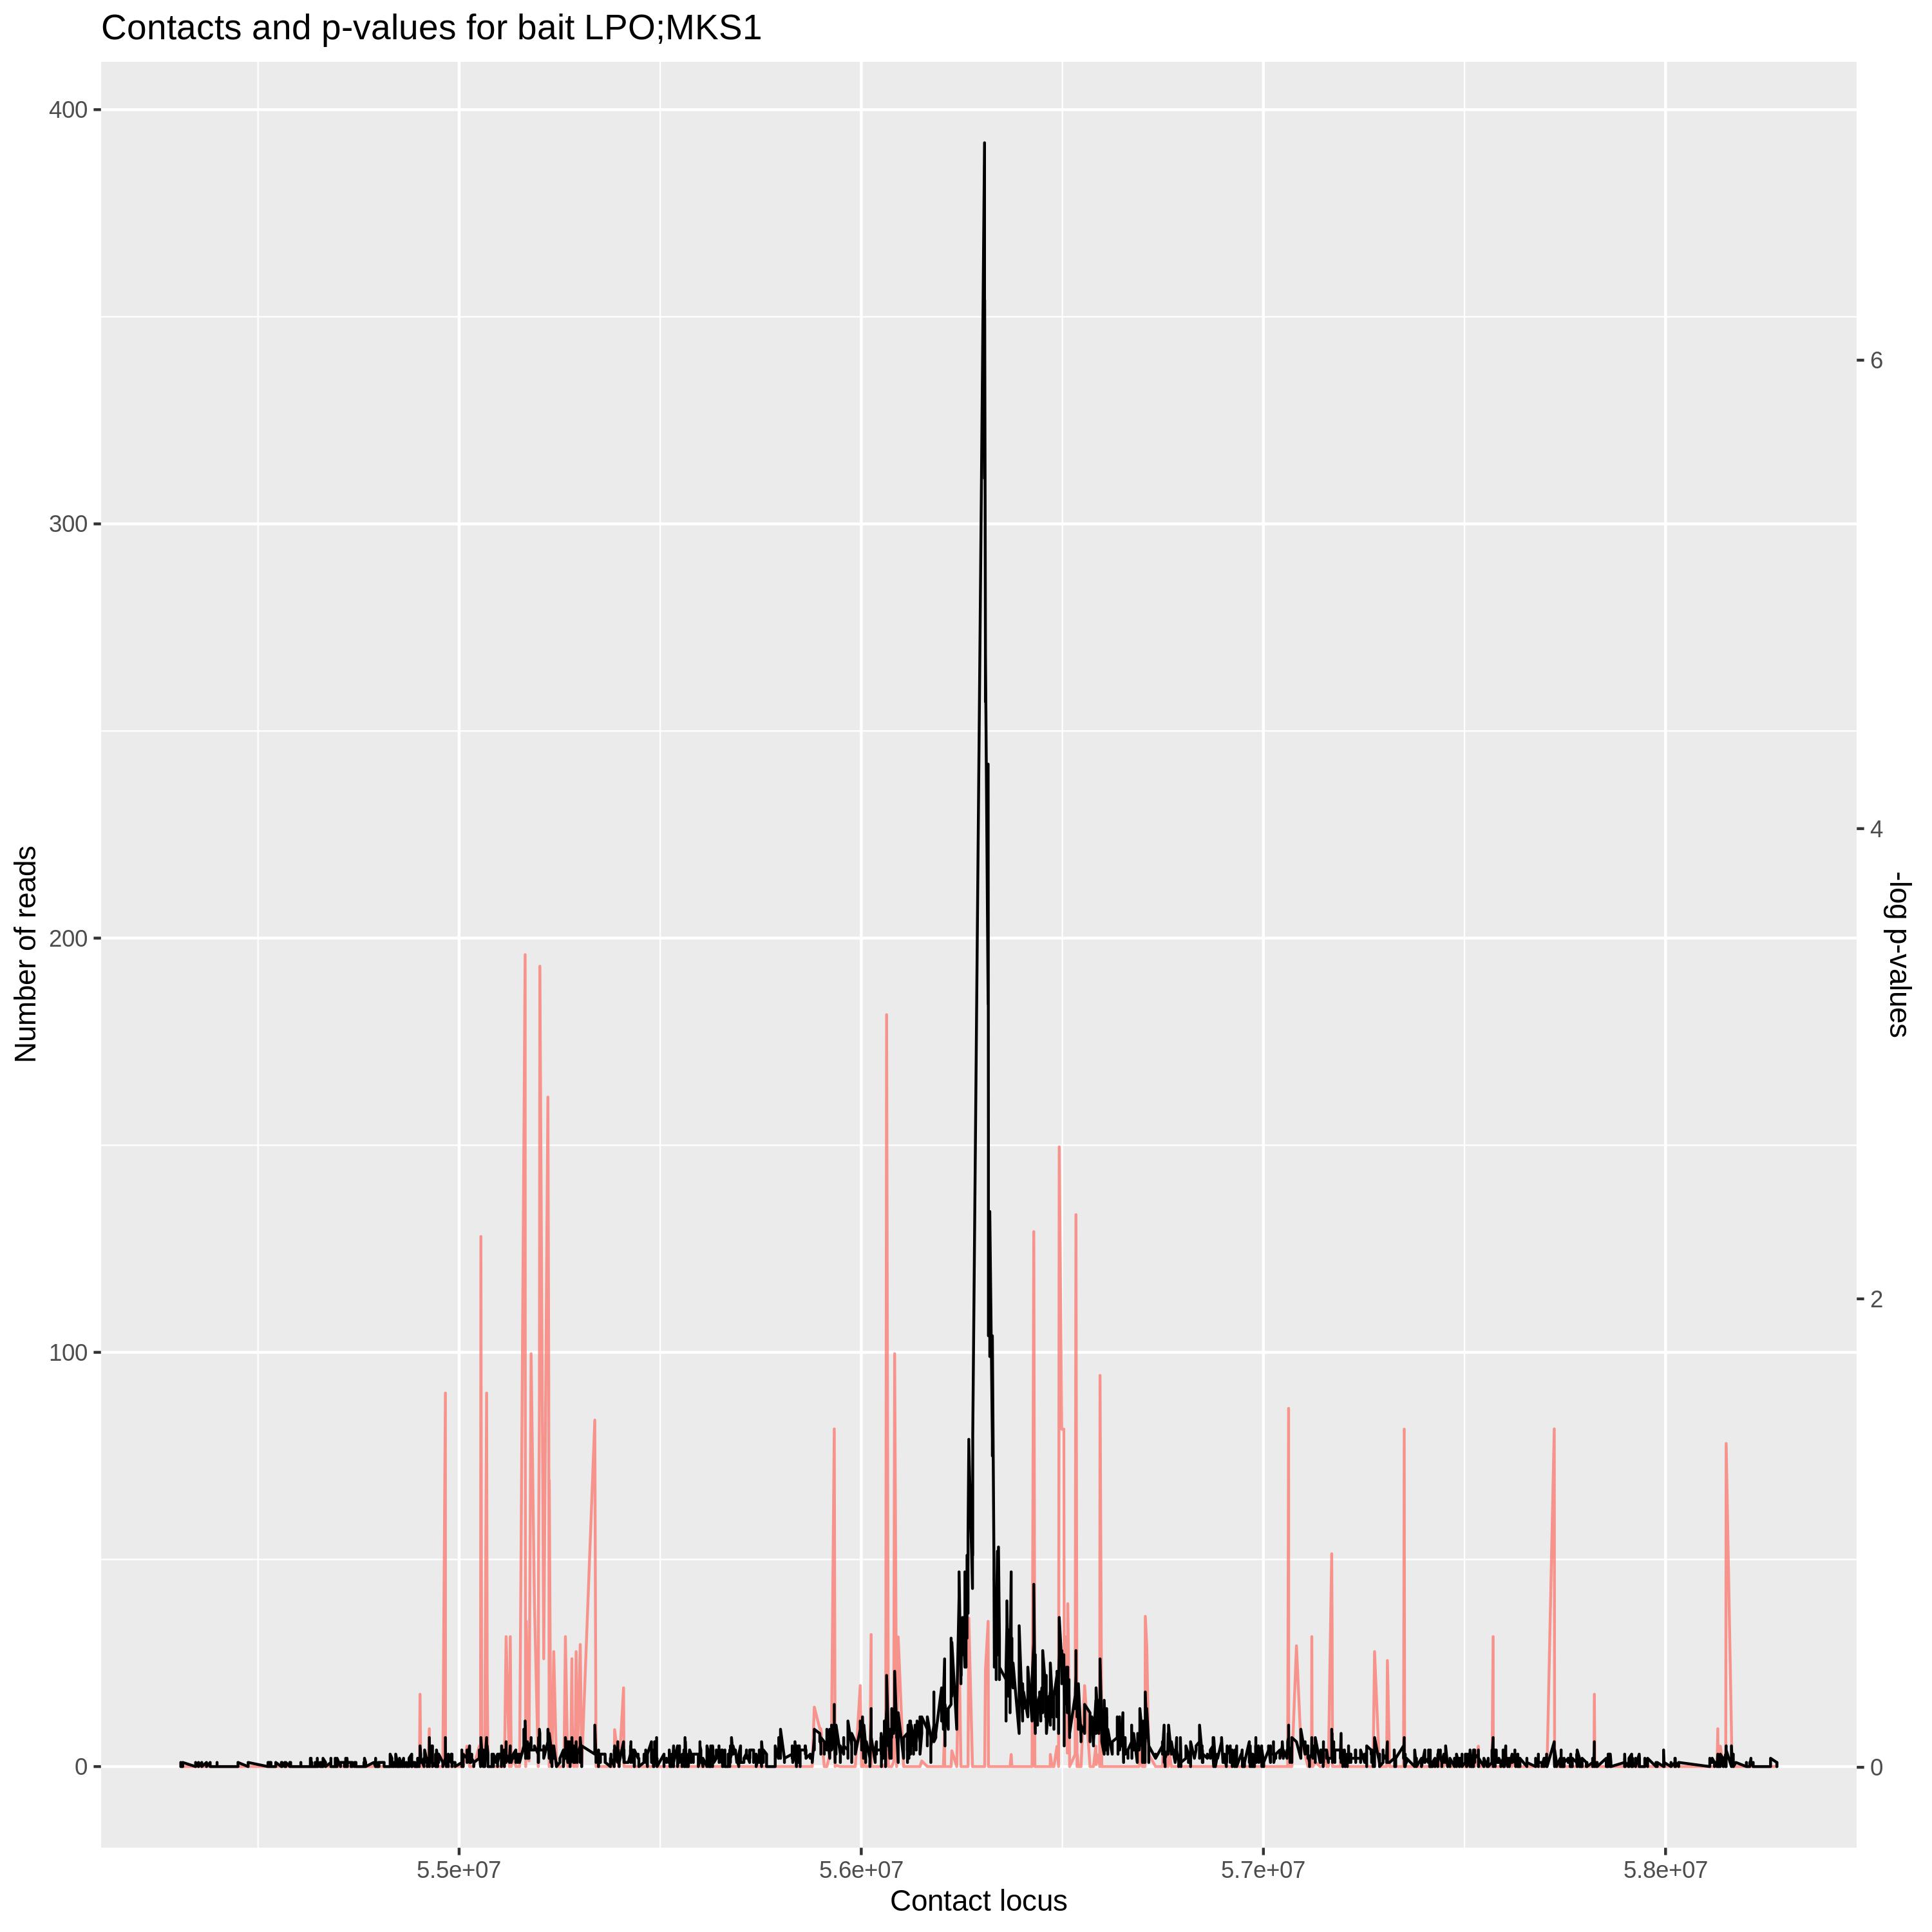 Contacts and p-values for bait LPO;MKS1
400
300
200
100
0
Number of reads
6
4
2
0
-log p-values
5.5e+07
5.6e+07
5.7e+07
5.8e+07
Contact locus